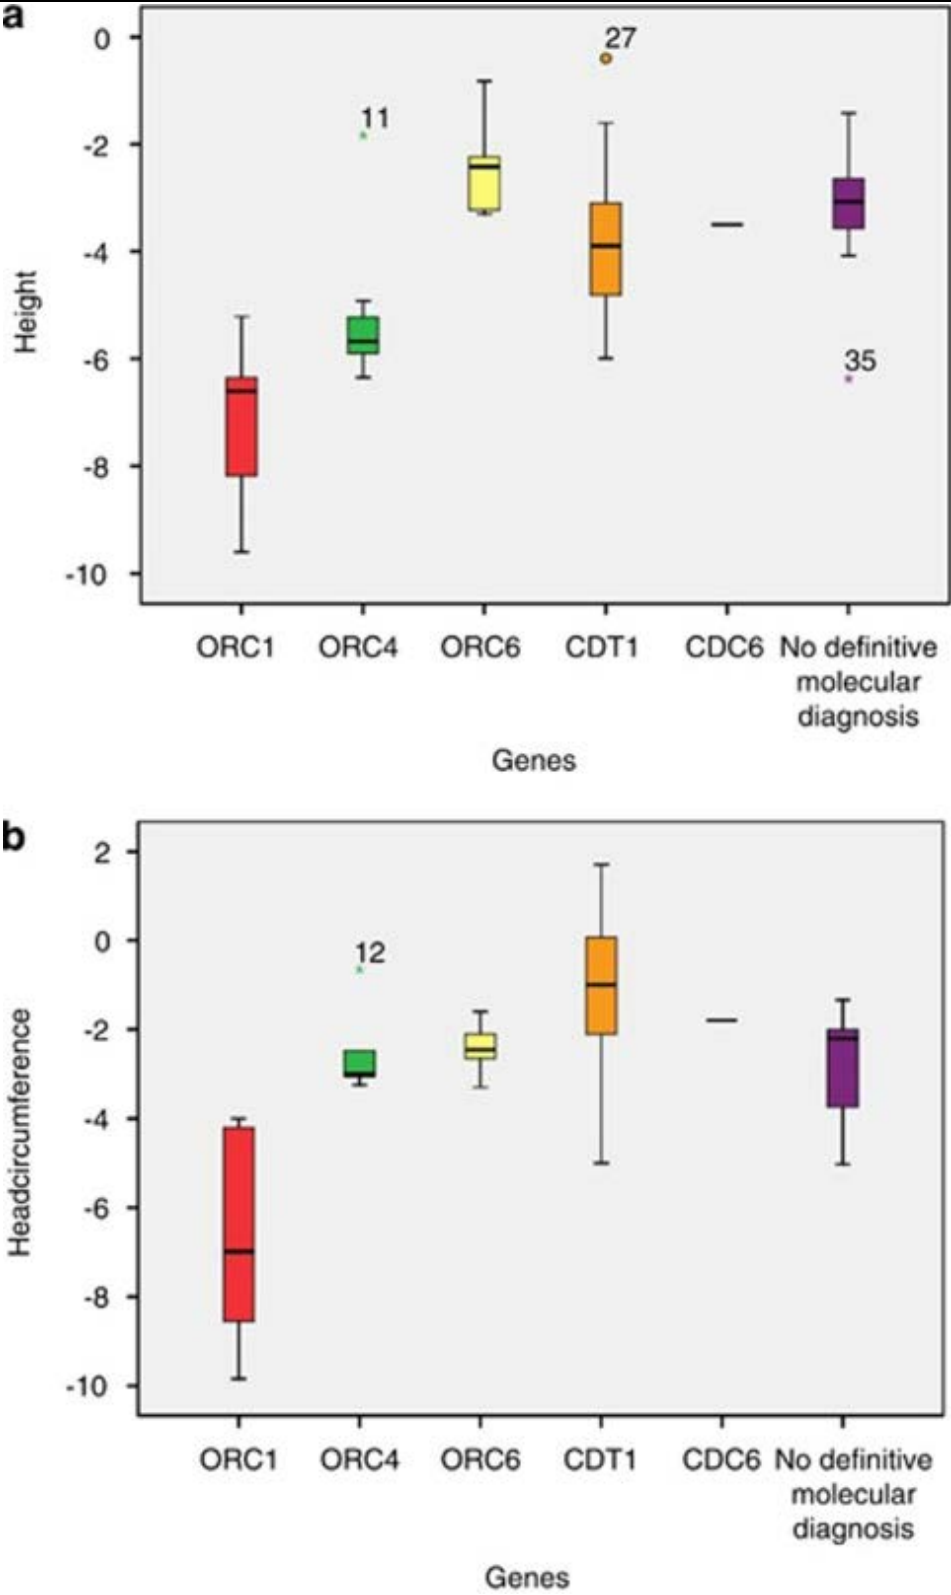 a
0
27
11
-2
-4
Height
35
-6
-8
-10
ORC1 ORC4 ORC6 CDT1 CDC6 No definitive
molecular
diagnosis
Genes
b
2
0
12
-2
-4
Headcircumference
-6
-8
-10
ORC1 ORC4 ORC6 CDT1 CDC6 No definitive
molecular
diagnosis
Genes